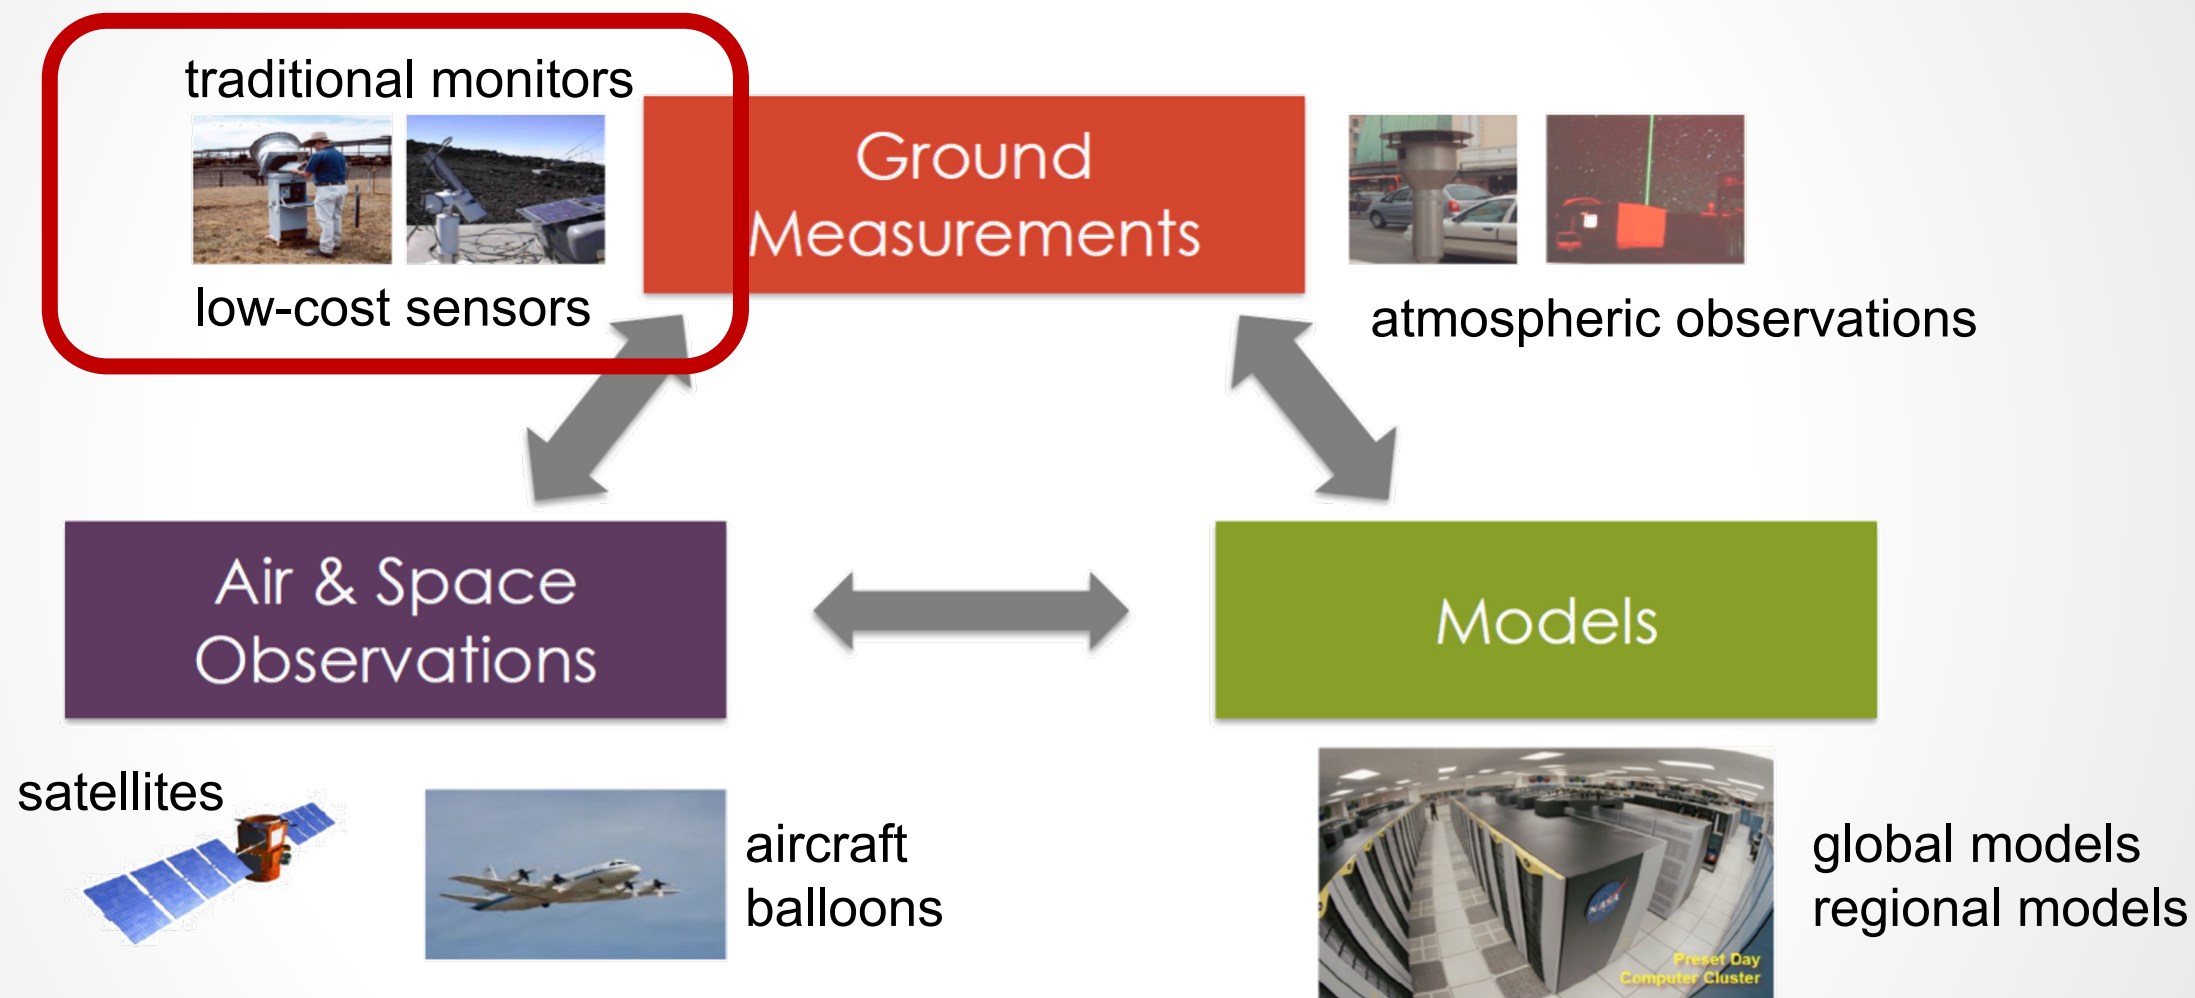 traditional monitors
low-cost sensors
Ground
Measurements
atmospheric observations
Air & Space
Observations
Models
satellites
aircraft
balloons
NASA
Preset Day
Computer Cluster
global models
regional models